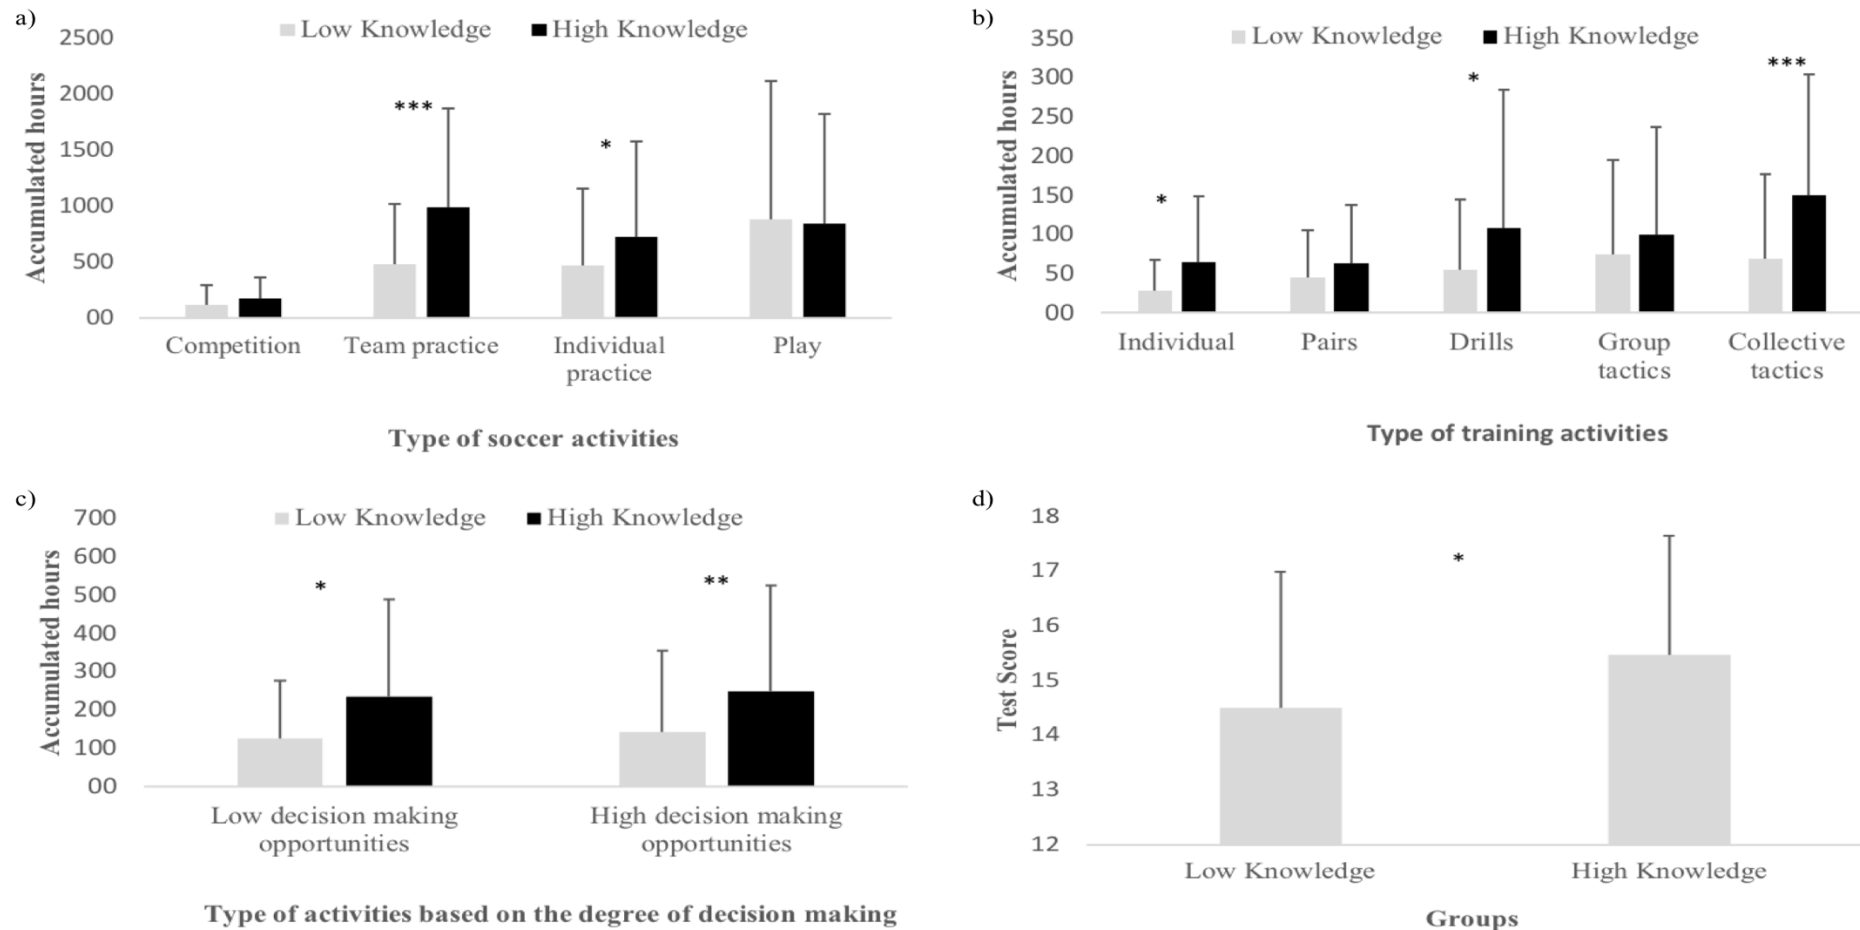 a)
Low Knowledge High Knowledge
2500
2000
1500
1000
500
00
Accumulated hours
***
*
Competition Team practice Individual practice Play
Type of soccer activities
b)
Low Knowledge High Knowledge
350
300
250
200
150
100
50
00
Accumulated hours
*
*
***
Individual Pairs Drills Group tactics Collective tactics
Type of training activities
c)
Low Knowledge High Knowledge
700
600
500
400
300
200
100
00
Accumulated hours
*
**
Low decision making High decision making
opportunities opportunities
Type of activities based on the degree of decision making
d)
18
17
16
15
14
13
12
Test Score
*
Low Knowledge High Knowledge
Groups